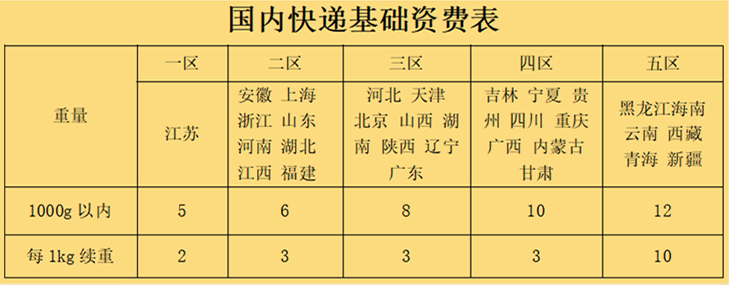 国内快递基础资费表
重量 一区 二区 三区 四区 五区
江苏
安徽 上海
浙江 山东
河南 湖北
江西 福建
河北 天津
北京 山西 湖
南 陕西 辽宁
广东
吉林 宁夏 贵
州 四川 重庆
广西 内蒙古
甘肃
黑龙江海南
云南 西藏
青海 新疆
1000g 以内 5 6 8 10 12
每 1kg 续重 2 3 3 3 10